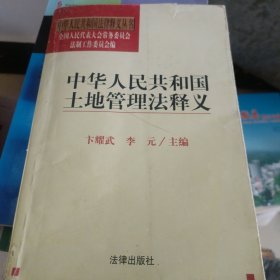 中华人民共和国法律释义丛书
全国人民代表大会常务委员会
法制工作委员会编
中华人民共和国
土地管理法释义
卞耀武 李 元/主编
法律出版社